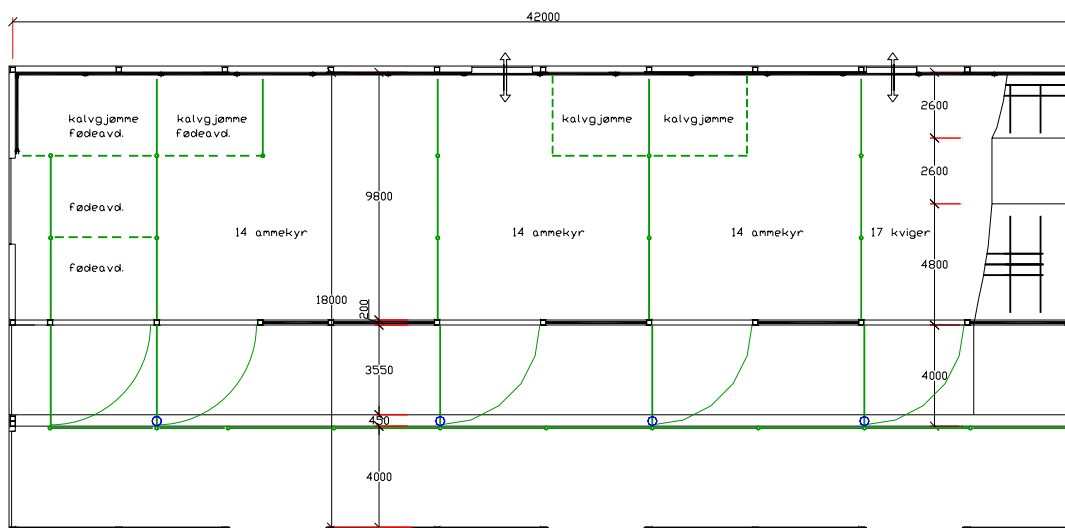 42000
kalvgjømme
fødeavd.
kalvgjømme
fødeavd.
kalvgjømme
kalvgjømme
2600
2600
9800
fødeavd.
14 ammekyr
14 ammekyr
14 ammekyr
17 kviger
fødeavd.
4800
18000
200
3550
4000
450
4000